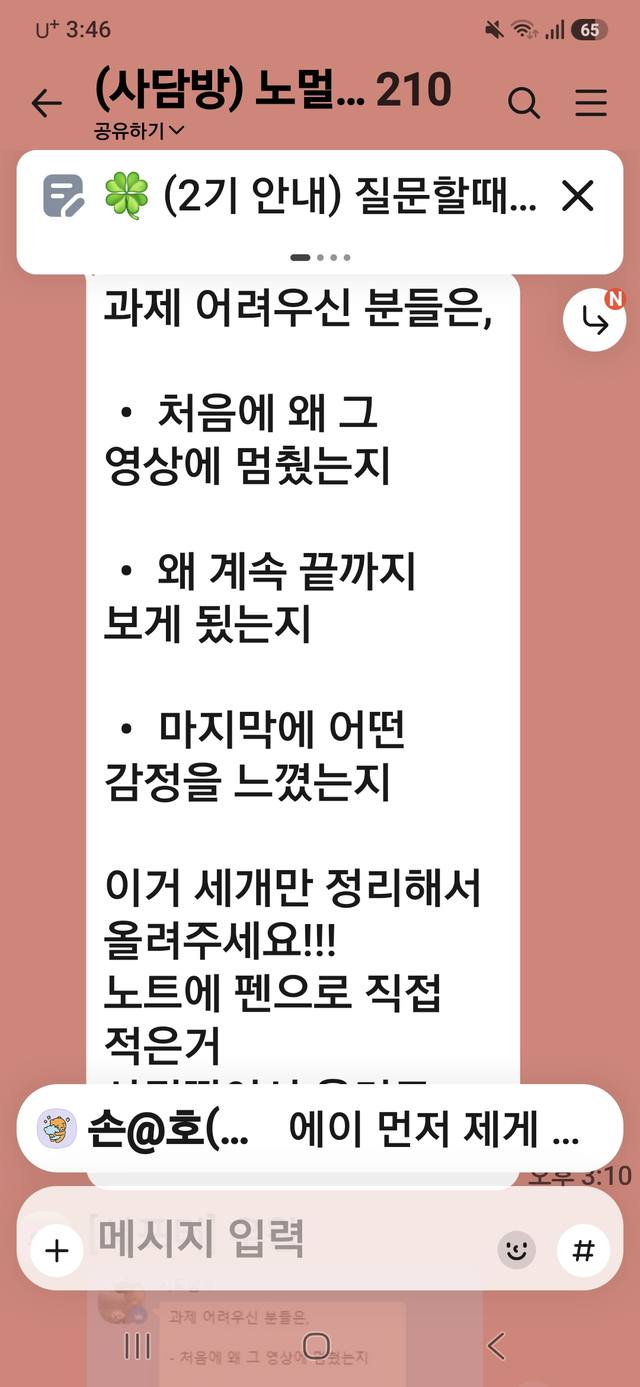 U+ 3:46
65
(사담방) 노멀... 210
공유하기
🍀 (2기 안내) 질문할때...
N
과제 어려우신 분들은,
• 처음에 왜 그
영상에 멈췄는지
• 왜 계속 끝까지
보게 됬는지
• 마지막에 어떤
감정을 느꼈는지
이거 세개만 정리해서
올려주세요!!!
노트에 펜으로 직접
적은거
손@호(... 에이 먼저 제게 ...
오후 3:10
메시지 입력
#
과제 어려우신 분들은,
- 처음에 왜 그 영상에 멈췄는지